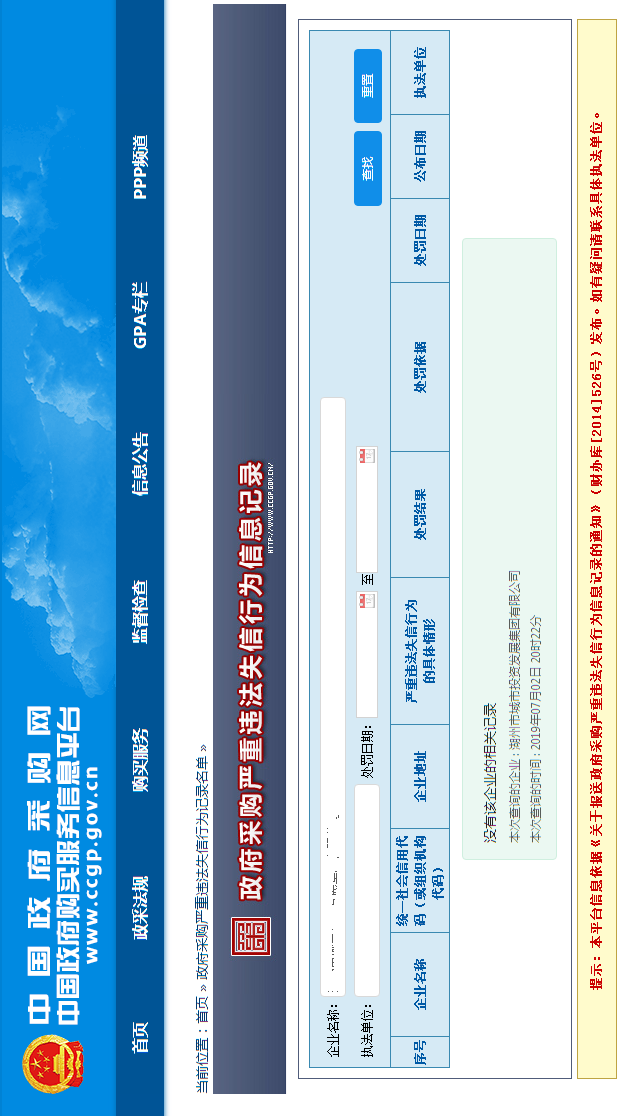 中国政府采购网
中国政府购买服务信息平台
www.ccgp.gov.cn
首页 政采法规 购买服务 监督检查 信息公告 GPA专栏 PPP频道
当前位置：首页 » 政府采购严重违法失信行为记录名单 »
政府采购严重违法失信行为信息记录
HTTP://WWW.CCGP.GOV.CN/
企业名称：
执法单位： 处罚日期： 至 查找 重置
序号 企业名称 统一社会信用代码（或组织机构代码） 企业地址 严重违法失信行为的具体情形 处罚结果 处罚依据 处罚日期 公布日期 执法单位
没有该企业的相关记录
本次查询的企业：湖州市城市投资发展集团有限公司
本次查询的时间：2019年07月02日 20时22分
提示：本平台信息依据《关于报送政府采购严重违法失信行为信息记录的通知》（财办库[2014]526号）发布。如有疑问请联系具体执法单位。